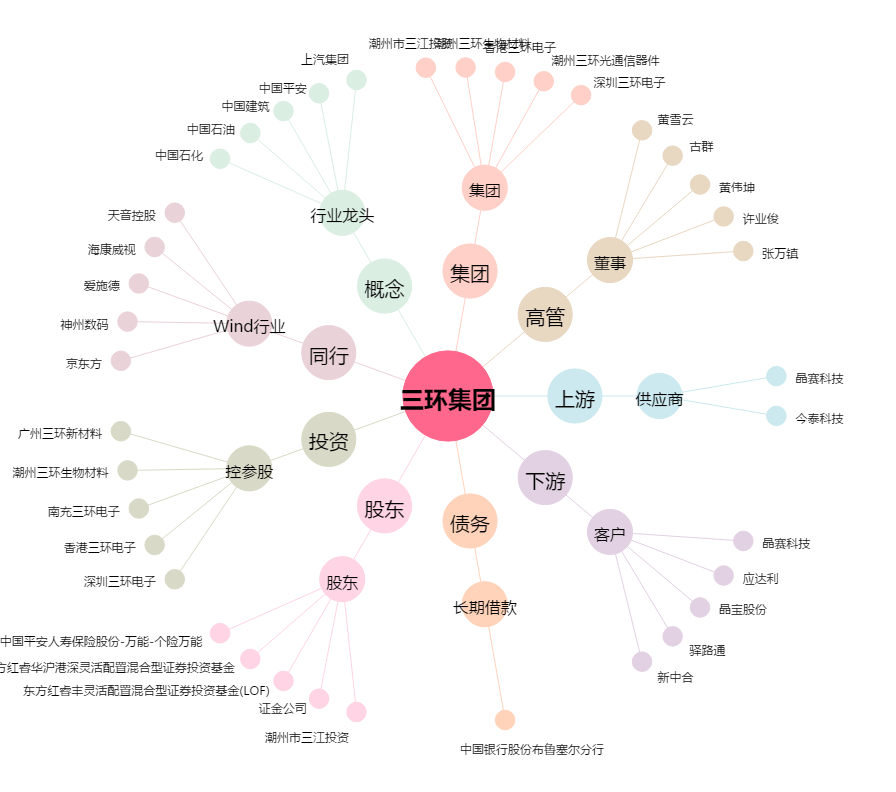 潮州市三江投资
潮州三环生物材料
香港三环电子
潮州三环光通信器件
深圳三环电子
集团
集团
上汽集团
中国平安
中国建筑
中国石油
中国石化
行业龙头
概念
黄雪云
古群
黄伟坤
许业俊
张万镇
董事
高管
天音控股
海康威视
爱施德
神州数码
京东方
Wind行业
同行
三环集团
上游
供应商
晶赛科技
今泰科技
广州三环新材料
潮州三环生物材料
南充三环电子
香港三环电子
深圳三环电子
控参股
投资
下游
客户
晶赛科技
应达利
晶宝股份
驿路通
新中合
股东
股东
中国平安人寿保险股份-万能-个险万能
方红睿华沪港深灵活配置混合型证券投资基金
东方红睿丰灵活配置混合型证券投资基金(LOF)
证金公司
潮州市三江投资
债务
长期借款
中国银行股份布鲁塞尔分行